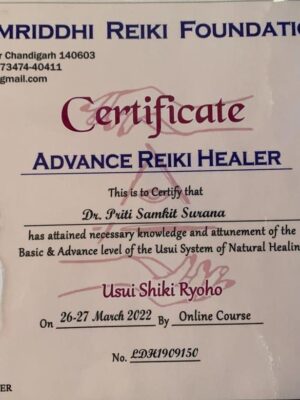 MRIDDHI REIKI FOUNDATION
r Chandigarh 140603
73474-40411
gmail.com
Certificate
ADVANCE REIKI HEALER
This is to Certify that
Dr. Priti Samkit Surana
has attained necessary knowledge and attunement of the
Basic & Advance level of the Usui System of Natural Healin
Usui Shiki Ryoho
On 26-27 March 2022 By Online Course
No. LDH1909150
ER